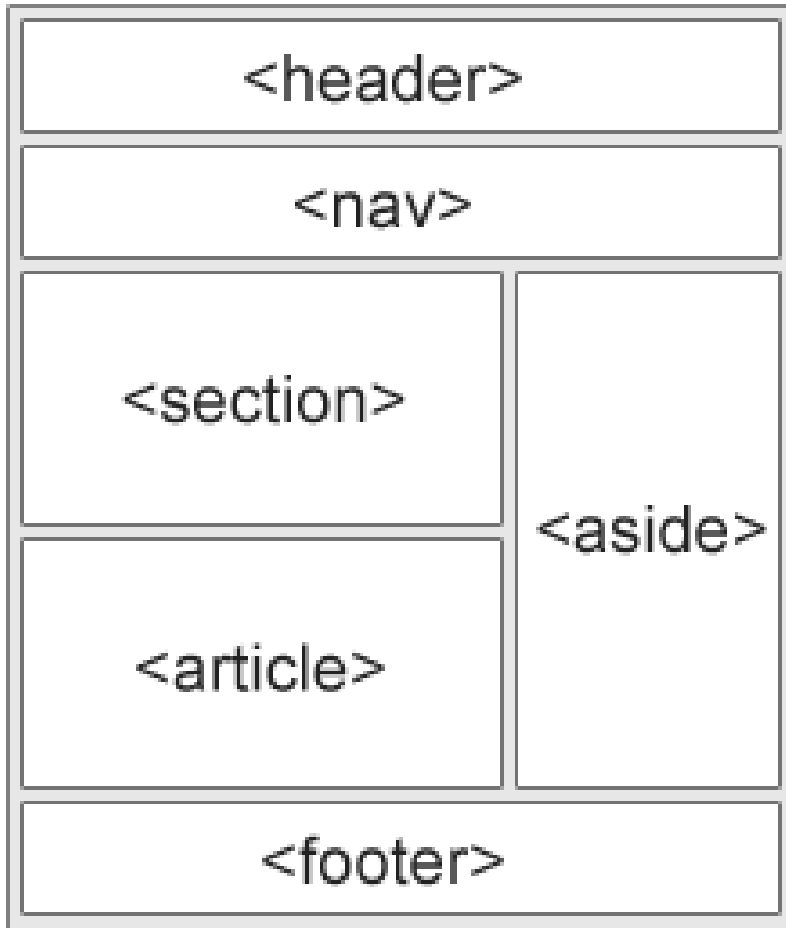 <header>
<nav>
<section>
<aside>
<article>
<footer>